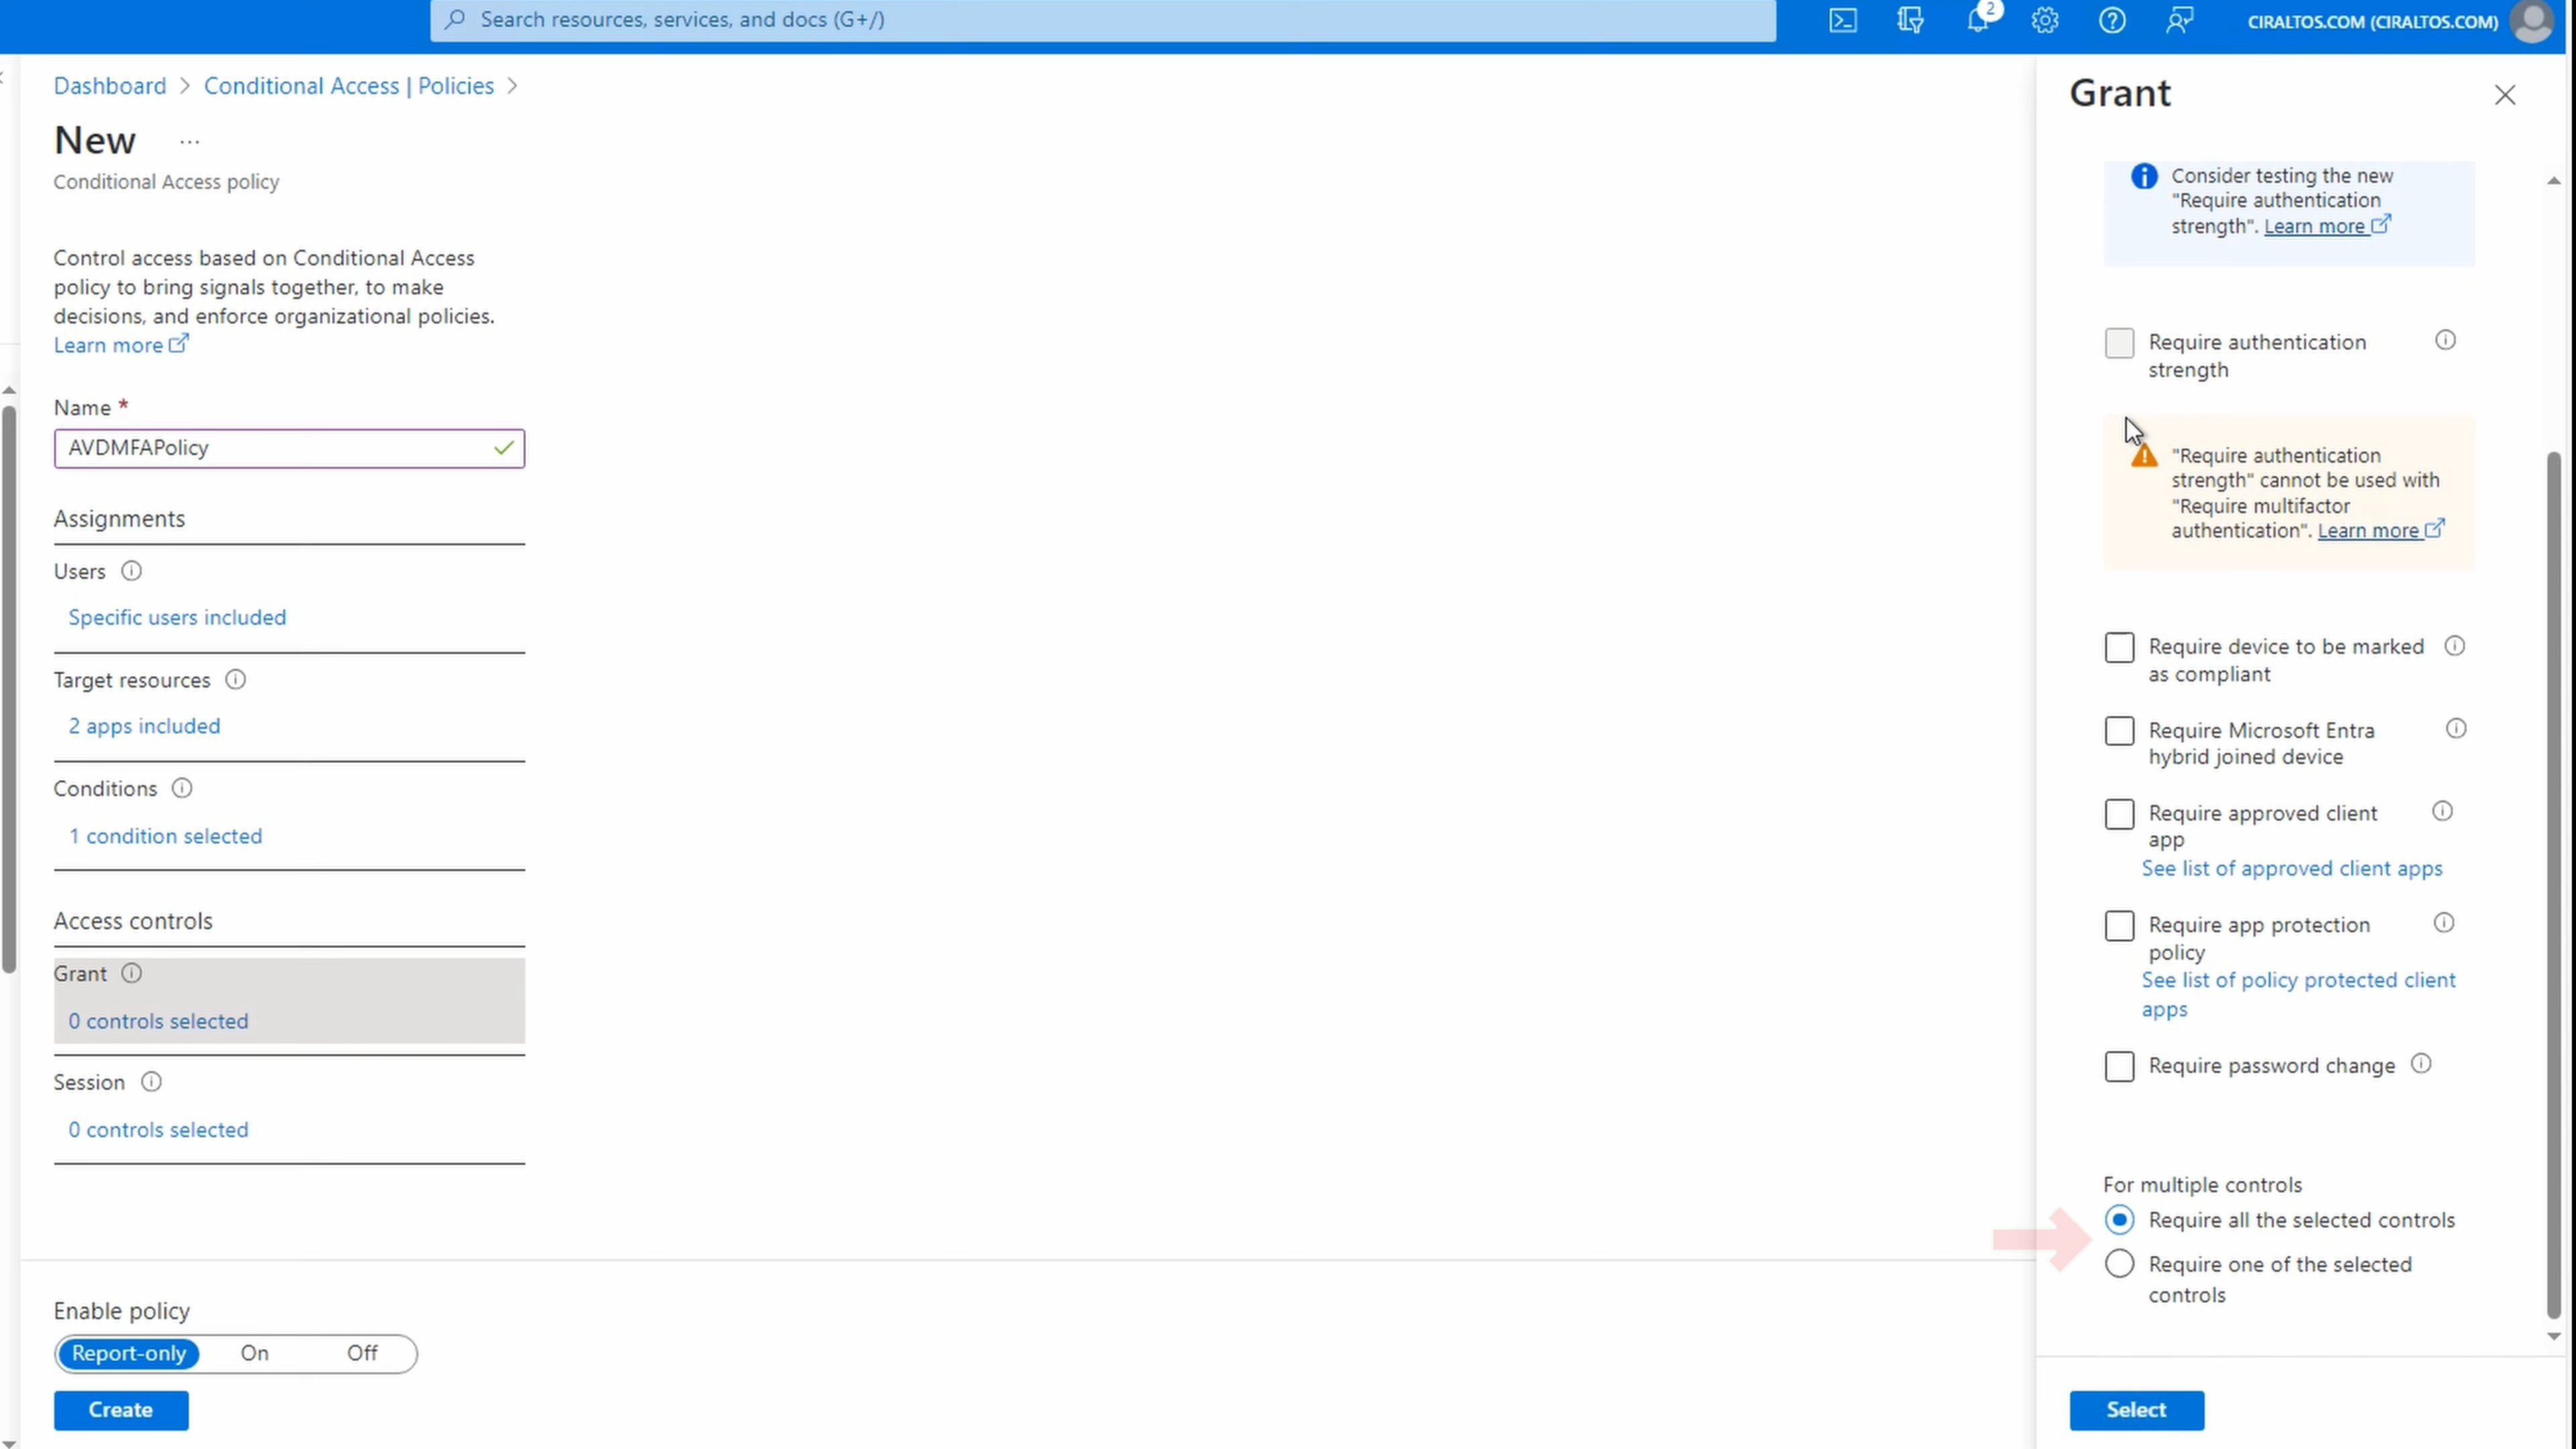 Search resources, services, and docs (G+/)
2
CIRALTOS.COM (CIRALTOS.COM)
Dashboard > Conditional Access | Policies >
New ...
Conditional Access policy
Control access based on Conditional Access
policy to bring signals together, to make
decisions, and enforce organizational policies.
Learn more
Name *
AVDMFAPolicy
Assignments
Users
Specific users included
Target resources
2 apps included
Conditions
1 condition selected
Access controls
Grant
0 controls selected
Session
0 controls selected
Enable policy
Report-only On Off
Create
Grant
Consider testing the new
"Require authentication
strength". Learn more
Require authentication
strength
"Require authentication
strength" cannot be used with
"Require multifactor
authentication". Learn more
Require device to be marked
as compliant
Require Microsoft Entra
hybrid joined device
Require approved client
app
See list of approved client apps
Require app protection
policy
See list of policy protected client
apps
Require password change
For multiple controls
Require all the selected controls
Require one of the selected
controls
Select